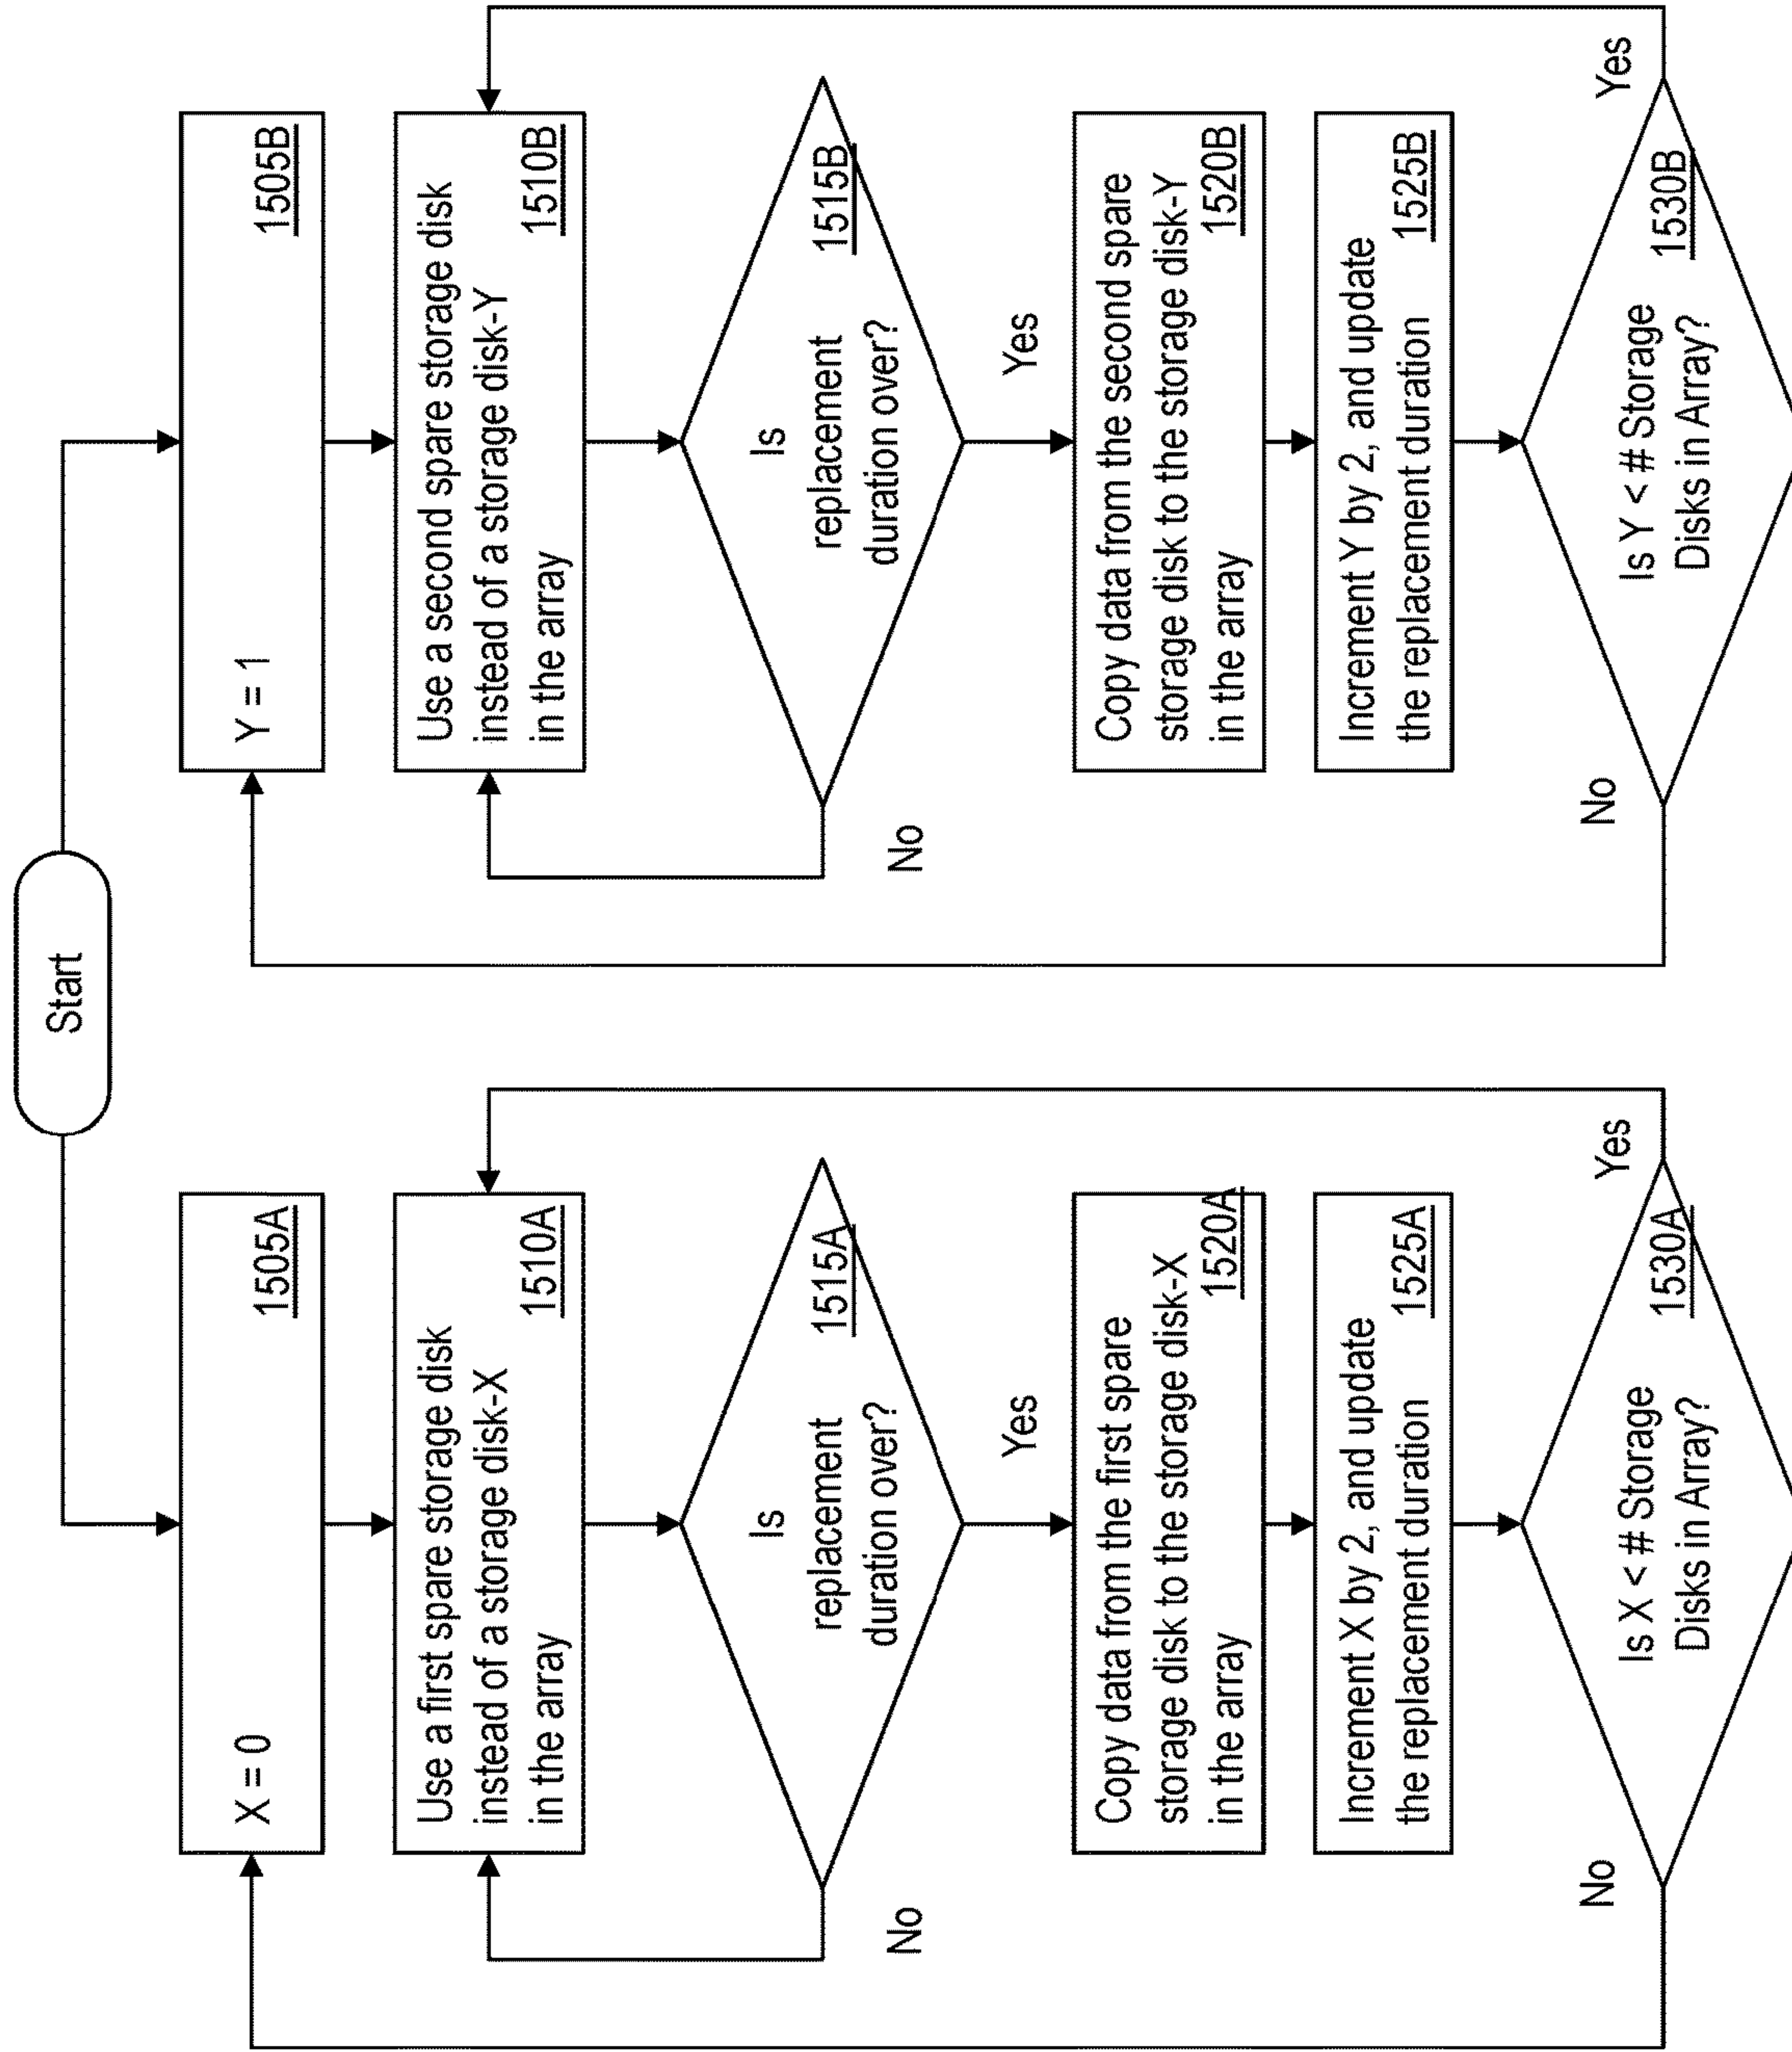 Start
X = 0
1505A
Use a first spare storage disk
instead of a storage disk-X
in the array
1510A
Is
replacement
duration over?
1515A
No
Yes
Copy data from the first spare
storage disk to the storage disk-X
in the array
1520A
Increment X by 2, and update
the replacement duration
1525A
Is X < # Storage
Disks in Array?
1530A
No
Yes
Y = 1
1505B
Use a second spare storage disk
instead of a storage disk-Y
in the array
1510B
Is
replacement
duration over?
1515B
No
Yes
Copy data from the second spare
storage disk to the storage disk-Y
in the array
1520B
Increment Y by 2, and update
the replacement duration
1525B
Is Y < # Storage
Disks in Array?
1530B
No
Yes